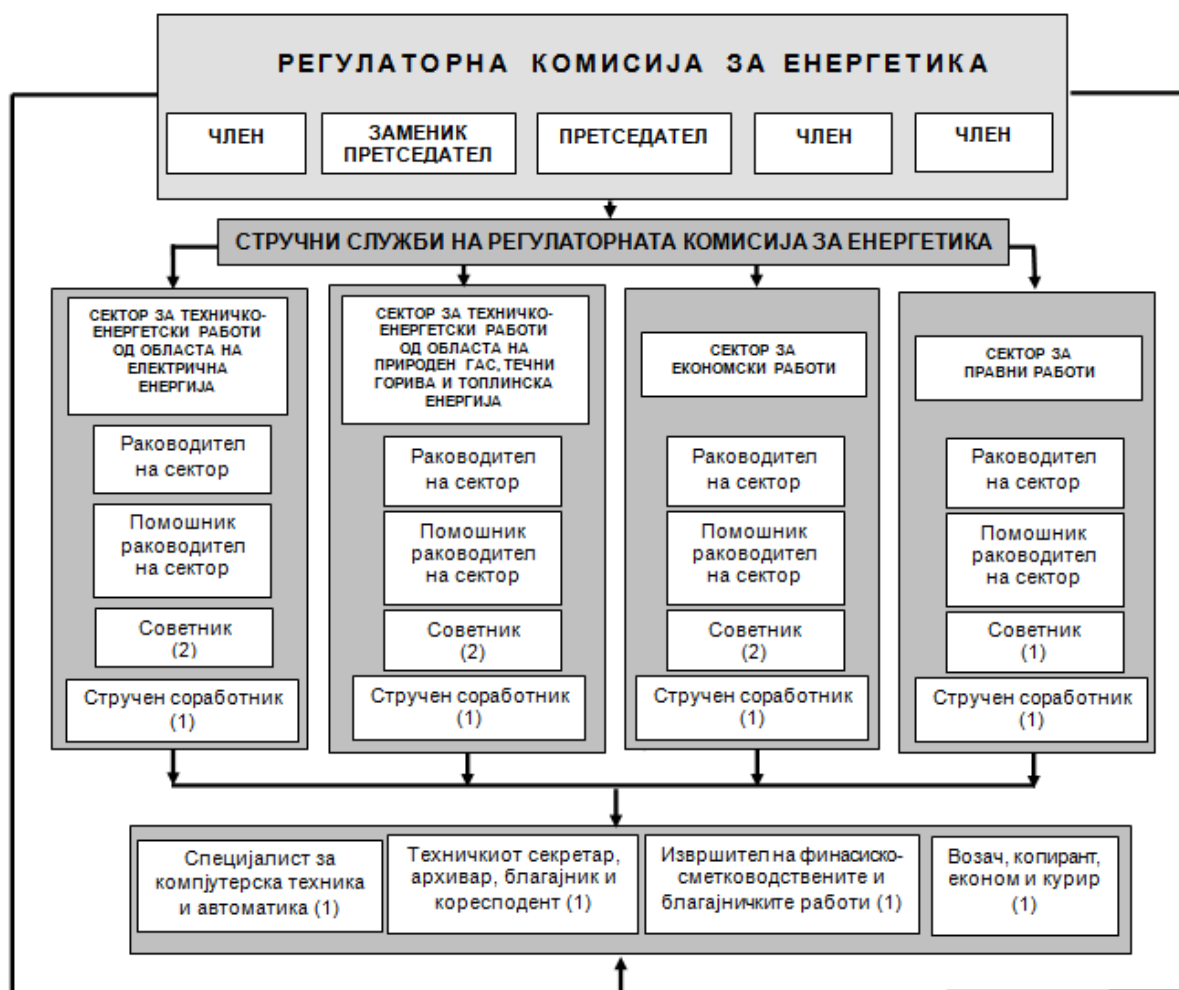 РЕГУЛАТОРНА КОМИСИЈА ЗА ЕНЕРГЕТИКА
ЧЛЕН
ЗАМЕНИК
ПРЕТСЕДАТЕЛ
ПРЕТСЕДАТЕЛ
ЧЛЕН
ЧЛЕН
СТРУЧНИ СЛУЖБИ НА РЕГУЛАТОРНАТА КОМИСИЈА ЗА ЕНЕРГЕТИКА
СЕКТОР ЗА ТЕХНИЧКО-
ЕНЕРГЕТСКИ РАБОТИ
ОД ОБЛАСТА НА
ЕЛЕКТРИЧНА
ЕНЕРГИЈА
Раководител
на сектор
Помошник
раководител
на сектор
Советник
(2)
Стручен соработник
(1)
СЕКТОР ЗА ТЕХНИЧКО-
ЕНЕРГЕТСКИ РАБОТИ
ОД ОБЛАСТА НА
ПРИРОДЕН ГАС, ТЕЧНИ
ГОРИВА И ТОПЛИНСКА
ЕНЕРГИЈА
Раководител
на сектор
Помошник
раководител
на сектор
Советник
(2)
Стручен соработник
(1)
СЕКТОР ЗА
ЕКОНОМСКИ РАБОТИ
Раководител
на сектор
Помошник
раководител
на сектор
Советник
(2)
Стручен соработник
(1)
СЕКТОР ЗА
ПРАВНИ РАБОТИ
Раководител
на сектор
Помошник
раководител
на сектор
Советник
(1)
Стручен соработник
(1)
Специјалист за
компјутерска техника
и автоматика (1)
Техничкиот секретар,
архивар, благајник и
коресподент (1)
Извршител на финасиско-
сметководствените и
благајничките работи (1)
Возач, копирант,
економ и курир
(1)